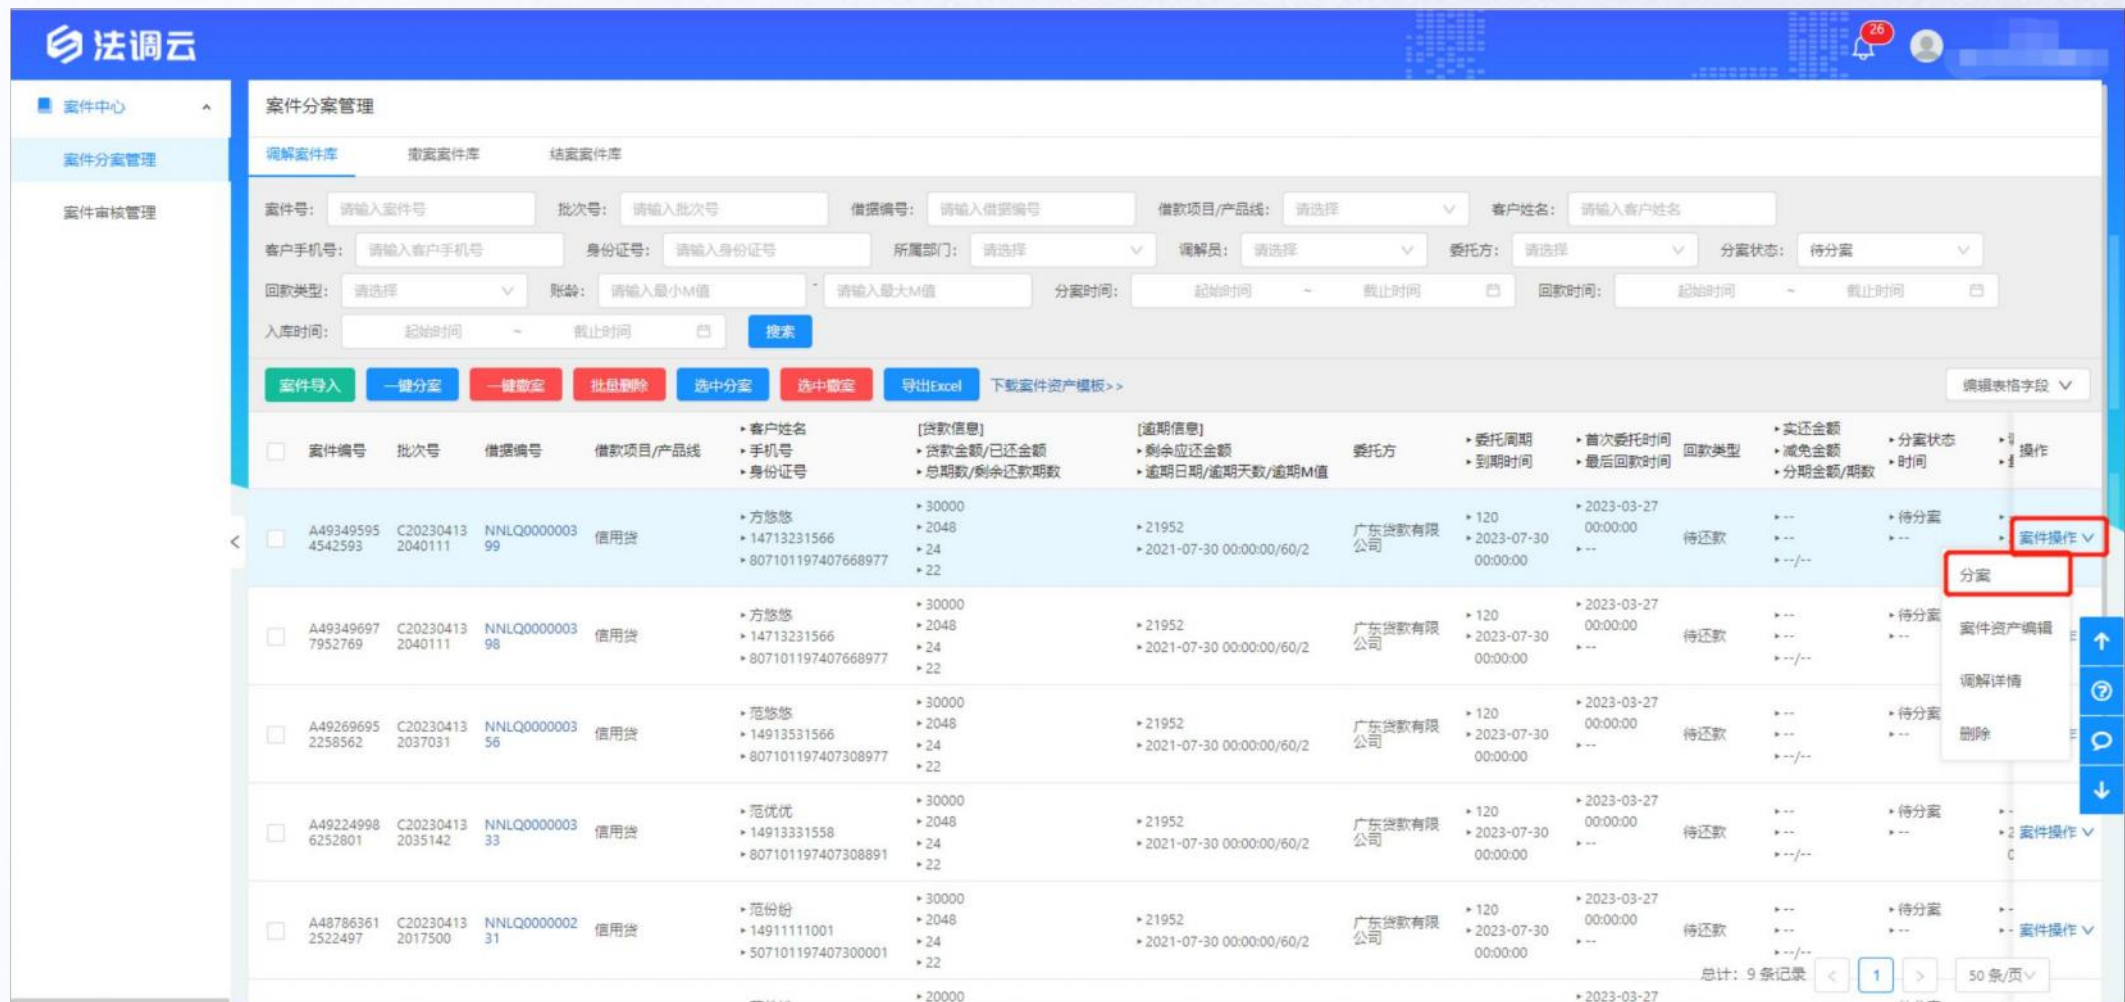 法调云
26
案件中心
案件分案管理
案件审核管理
案件分案管理
调解案件库 撤案案件库 结案案件库
案件号: 请输入案件号 批次号: 请输入批次号 借据编号: 请输入借据编号 借款项目/产品线: 请选择 客户姓名: 请输入客户姓名
客户手机号: 请输入客户手机号 身份证号: 请输入身份证号 所属部门: 请选择 调解员: 请选择 委托方: 请选择 分案状态: 待分案
回款类型: 请选择 账龄: 请输入最小M值 - 请输入最大M值 分案时间: 起始时间 ~ 截止时间 回款时间: 起始时间 ~ 截止时间
入库时间: 起始时间 ~ 截止时间 搜索
案件导入 一键分案 一键撤案 批量删除 选中分案 选中撤案 导出Excel 下载案件资产模板>> 编辑表格字段
案件编号 批次号 借据编号 借款项目/产品线 客户姓名 手机号 身份证号 [贷款信息] 贷款金额/已还金额 总期数/剩余还款期数 [逾期信息] 剩余应还金额 逾期日期/逾期天数/逾期M值 委托方 委托周期 到期时间 首次委托时间 最后回款时间 回款类型 实还金额 减免金额 分期金额/期数 分案状态 时间 操作
A493495954542593 C202304132040111 NNLQ000000399 信用贷 方悠悠 14713231566 807101197407668977 30000 2048 24 22 21952 2021-07-30 00:00:00/60/2 广东贷款有限公司 120 2023-07-30 00:00:00 2023-03-27 00:00:00 -- 待还款 -- -- --/-- 待分案 -- 案件操作
分案
案件资产编辑
调解详情
删除
A493496977952769 C202304132040111 NNLQ000000398 信用贷 方悠悠 14713231566 807101197407668977 30000 2048 24 22 21952 2021-07-30 00:00:00/60/2 广东贷款有限公司 120 2023-07-30 00:00:00 2023-03-27 00:00:00 -- 待还款 -- -- --/-- 待分案 --
A492696952258562 C202304132037031 NNLQ000000356 信用贷 范悠悠 14913531566 807101197407308977 30000 2048 24 22 21952 2021-07-30 00:00:00/60/2 广东贷款有限公司 120 2023-07-30 00:00:00 2023-03-27 00:00:00 -- 待还款 -- -- --/-- 待分案 --
A492249986252801 C202304132035142 NNLQ000000333 信用贷 范优优 14913331558 807101197407308891 30000 2048 24 22 21952 2021-07-30 00:00:00/60/2 广东贷款有限公司 120 2023-07-30 00:00:00 2023-03-27 00:00:00 -- 待还款 -- -- --/-- 待分案 -- 案件操作
A487863612522497 C202304132017500 NNLQ000000231 信用贷 范份纷 14911111001 507101197407300001 30000 2048 24 22 21952 2021-07-30 00:00:00/60/2 广东贷款有限公司 120 2023-07-30 00:00:00 2023-03-27 00:00:00 -- 待还款 -- -- --/-- 待分案 -- 案件操作
20000 2023-03-27
总计: 9 条记录 < 1 > 50 条/页